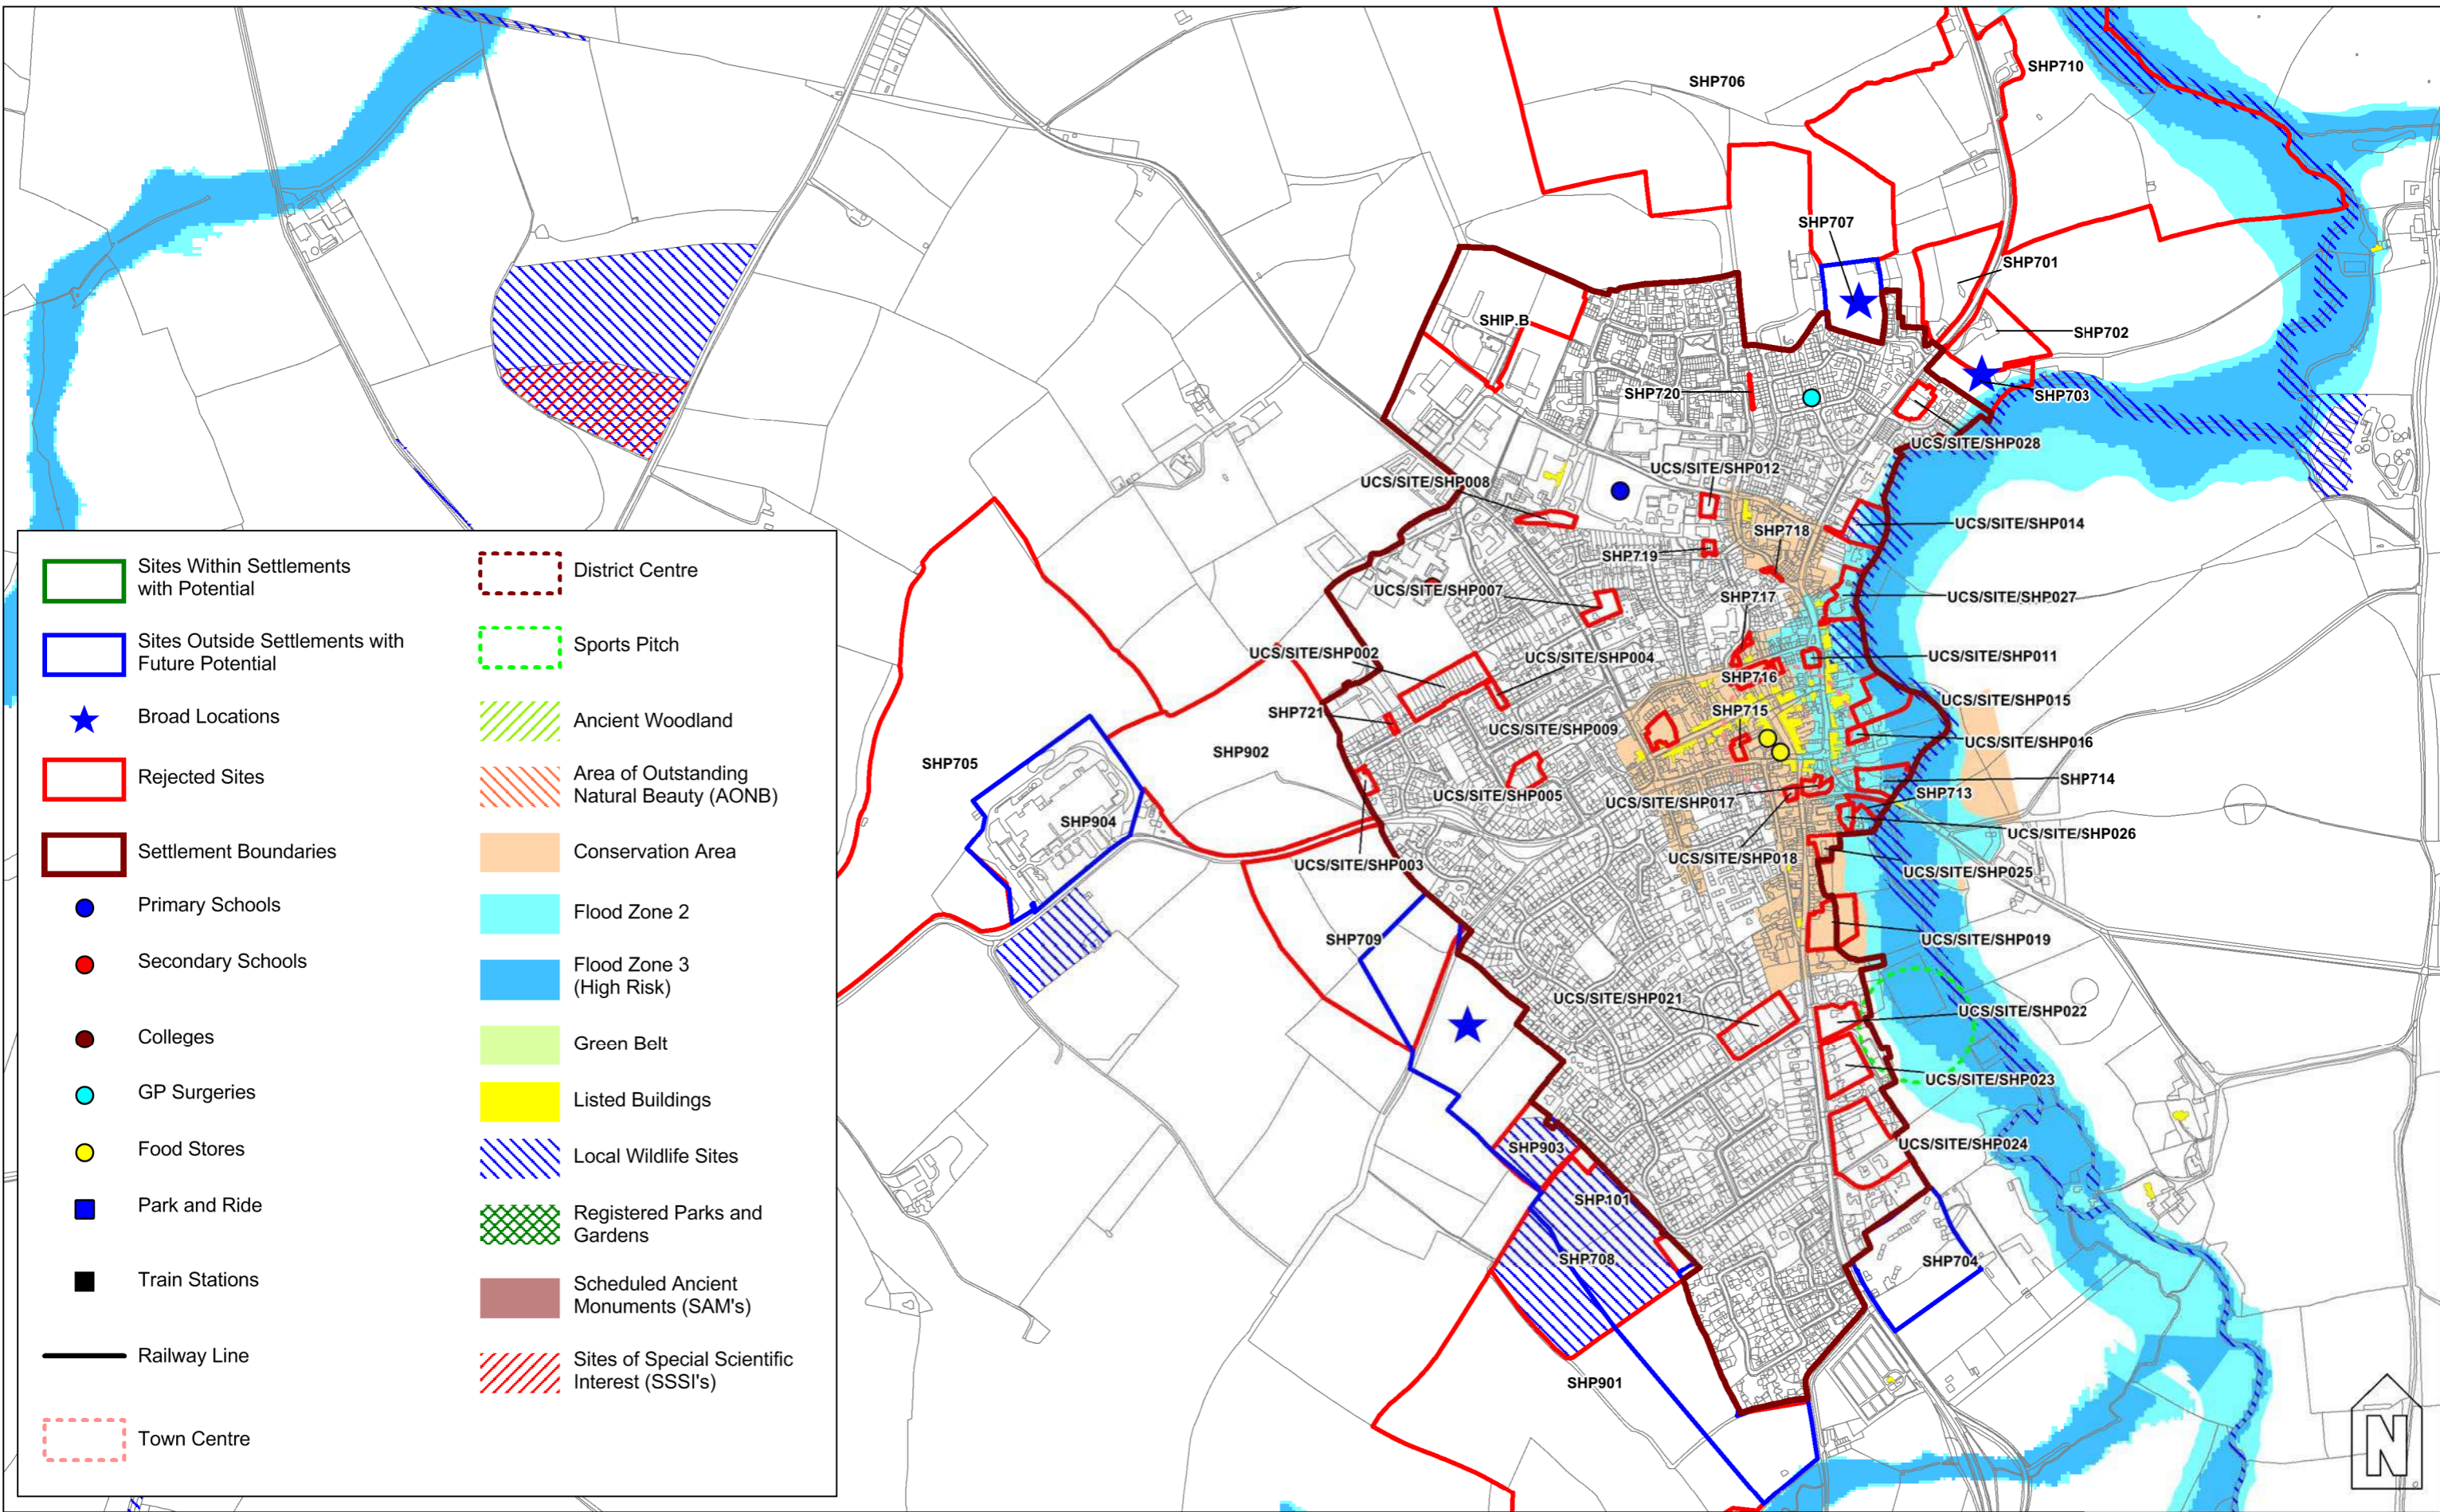 SHP706
SHP710
SHP707
SHP701
SHIP.B
SHP702
SHP720
SHP703
UCS/SITE/SHP028
UCS/SITE/SHP012
UCS/SITE/SHP008
UCS/SITE/SHP014
SHP718
SHP719
UCS/SITE/SHP007
SHP717
UCS/SITE/SHP027
UCS/SITE/SHP002
UCS/SITE/SHP004
UCS/SITE/SHP011
SHP716
UCS/SITE/SHP015
SHP721
SHP715
UCS/SITE/SHP009
UCS/SITE/SHP016
SHP902
SHP705
SHP714
UCS/SITE/SHP005
SHP713
UCS/SITE/SHP017
SHP904
UCS/SITE/SHP026
UCS/SITE/SHP018
UCS/SITE/SHP003
UCS/SITE/SHP025
SHP709
UCS/SITE/SHP019
UCS/SITE/SHP021
UCS/SITE/SHP022
UCS/SITE/SHP023
UCS/SITE/SHP024
SHP903
SHP101
SHP708
SHP704
SHP901
Sites Within Settlements
with Potential
Sites Outside Settlements with
Future Potential
Broad Locations
Rejected Sites
Settlement Boundaries
Primary Schools
Secondary Schools
Colleges
GP Surgeries
Food Stores
Park and Ride
Train Stations
Railway Line
Town Centre
District Centre
Sports Pitch
Ancient Woodland
Area of Outstanding
Natural Beauty (AONB)
Conservation Area
Flood Zone 2
Flood Zone 3
(High Risk)
Green Belt
Listed Buildings
Local Wildlife Sites
Registered Parks and
Gardens
Scheduled Ancient
Monuments (SAM's)
Sites of Special Scientific
Interest (SSSI's)
N